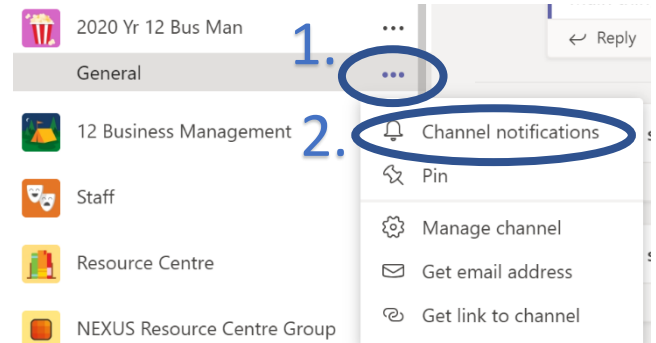 2020 Yr 12 Bus Man ...
1.
Reply
General ...
12 Business Management
2.
Channel notifications
Staff
Pin
Manage channel
Resource Centre
Get email address
Get link to channel
NEXUS Resource Centre Group